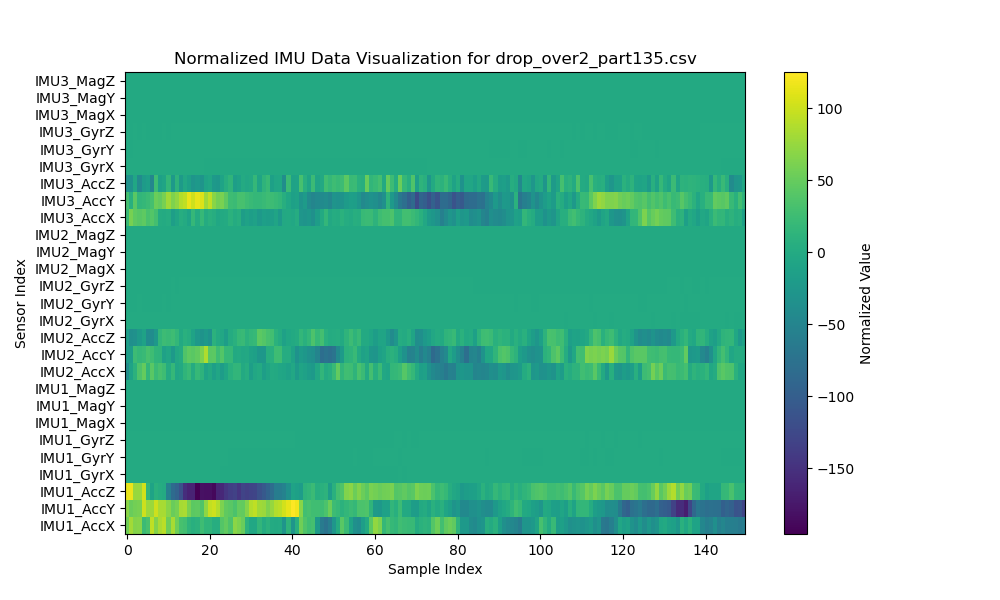 Normalized IMU Data Visualization for drop_over2_part135.csv
IMU3_MagZ
IMU3_MagY
IMU3_MagX
IMU3_GyrZ
IMU3_GyrY
IMU3_GyrX
IMU3_AccZ
IMU3_AccY
IMU3_AccX
IMU2_MagZ
IMU2_MagY
IMU2_MagX
IMU2_GyrZ
IMU2_GyrY
IMU2_GyrX
IMU2_AccZ
IMU2_AccY
IMU2_AccX
IMU1_MagZ
IMU1_MagY
IMU1_MagX
IMU1_GyrZ
IMU1_GyrY
IMU1_GyrX
IMU1_AccZ
IMU1_AccY
IMU1_AccX
Sensor Index
0 20 40 60 80 100 120 140
Sample Index
100
50
0
−50
−100
−150
Normalized Value